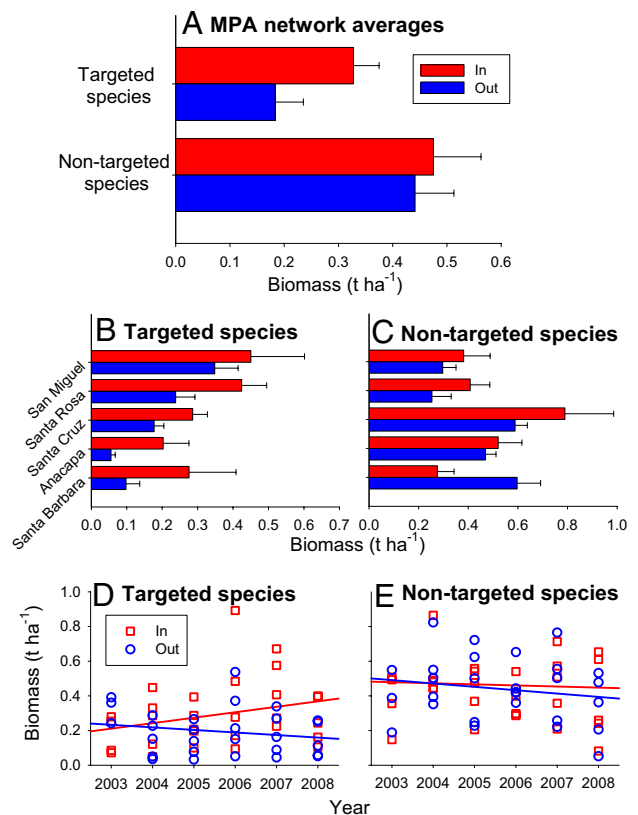 A MPA network averages
Targeted
species
In
Out
Non-targeted
species
0.0 0.1 0.2 0.3 0.4 0.5 0.6
Biomass (t ha-1)
B Targeted species
C Non-targeted species
San Miguel
Santa Rosa
Santa Cruz
Anacapa
Santa Barbara
0.0 0.1 0.2 0.3 0.4 0.5 0.6 0.7
0.0 0.2 0.4 0.6 0.8 1.0
Biomass (t ha-1)
D Targeted species
E Non-targeted species
In
Out
Biomass (t ha-1)
1.0
0.8
0.6
0.4
0.2
0.0
2003 2004 2005 2006 2007 2008
2003 2004 2005 2006 2007 2008
Year